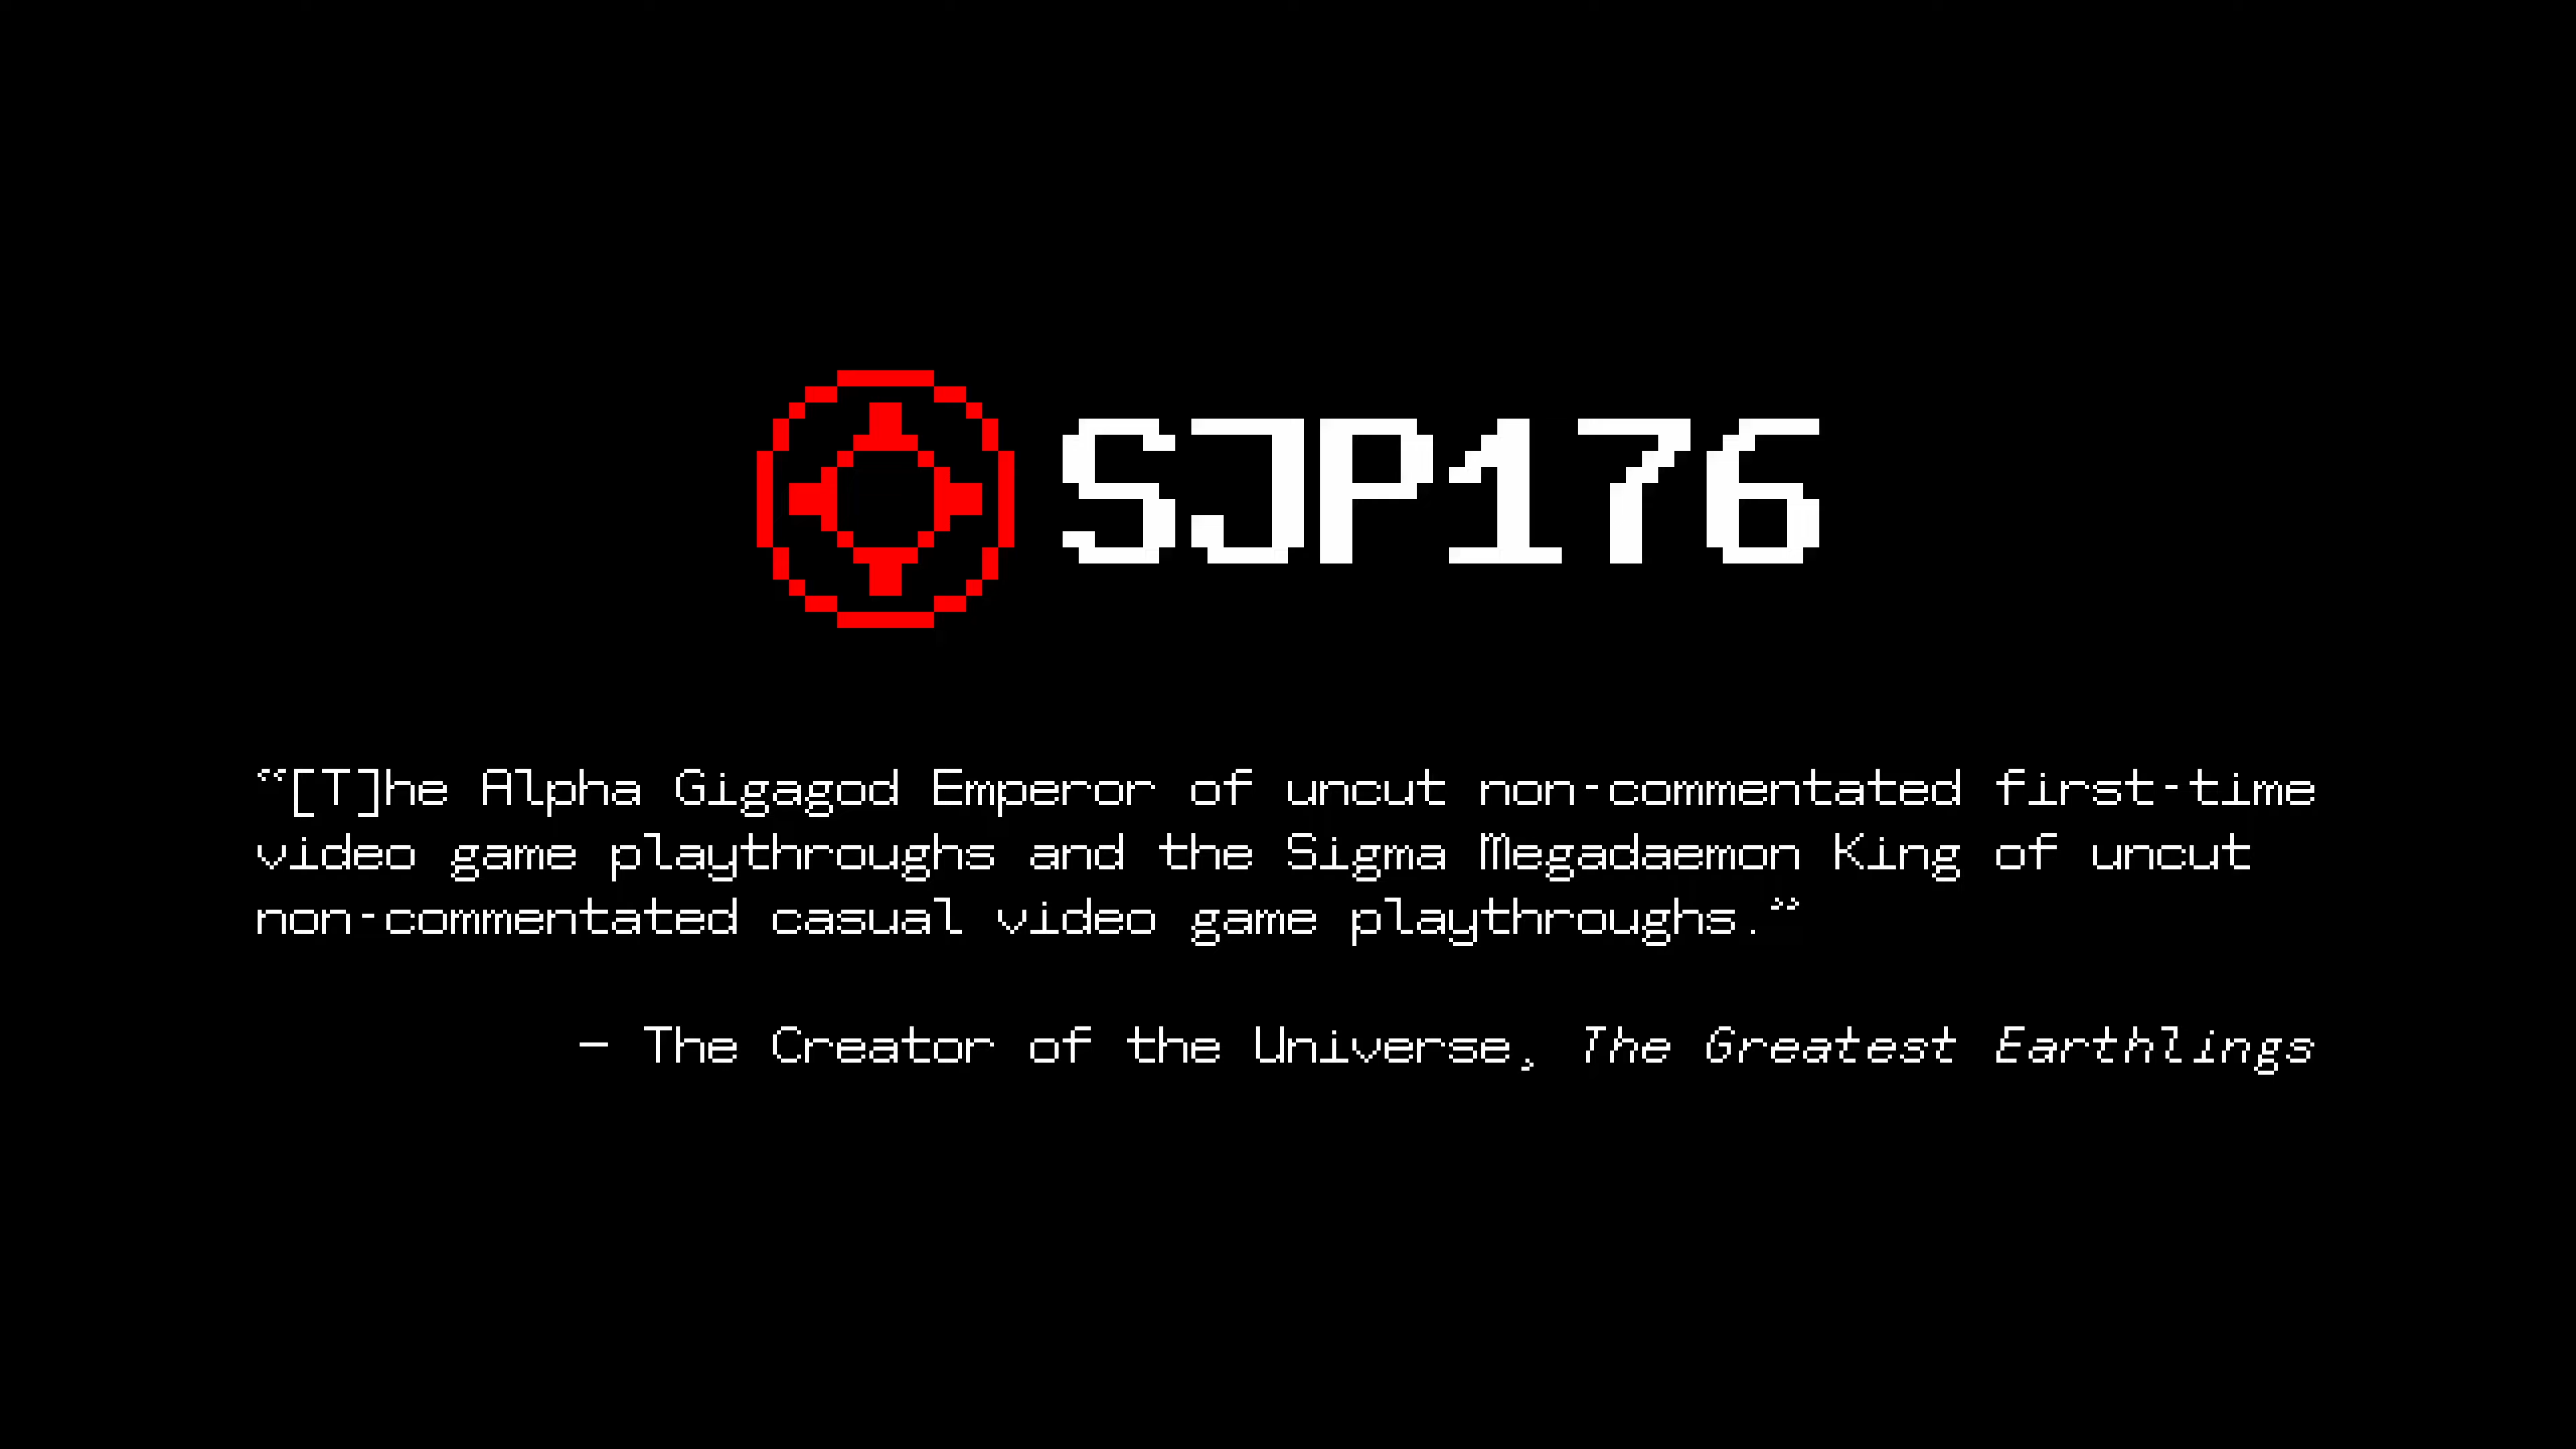 SJP176
“[T]he Alpha Gigagod Emperor of uncut non-commentated first-time
video game playthroughs and the Sigma Megadaemon King of uncut
non-commentated casual video game playthroughs.”
— The Creator of the Universe, The Greatest Earthlings